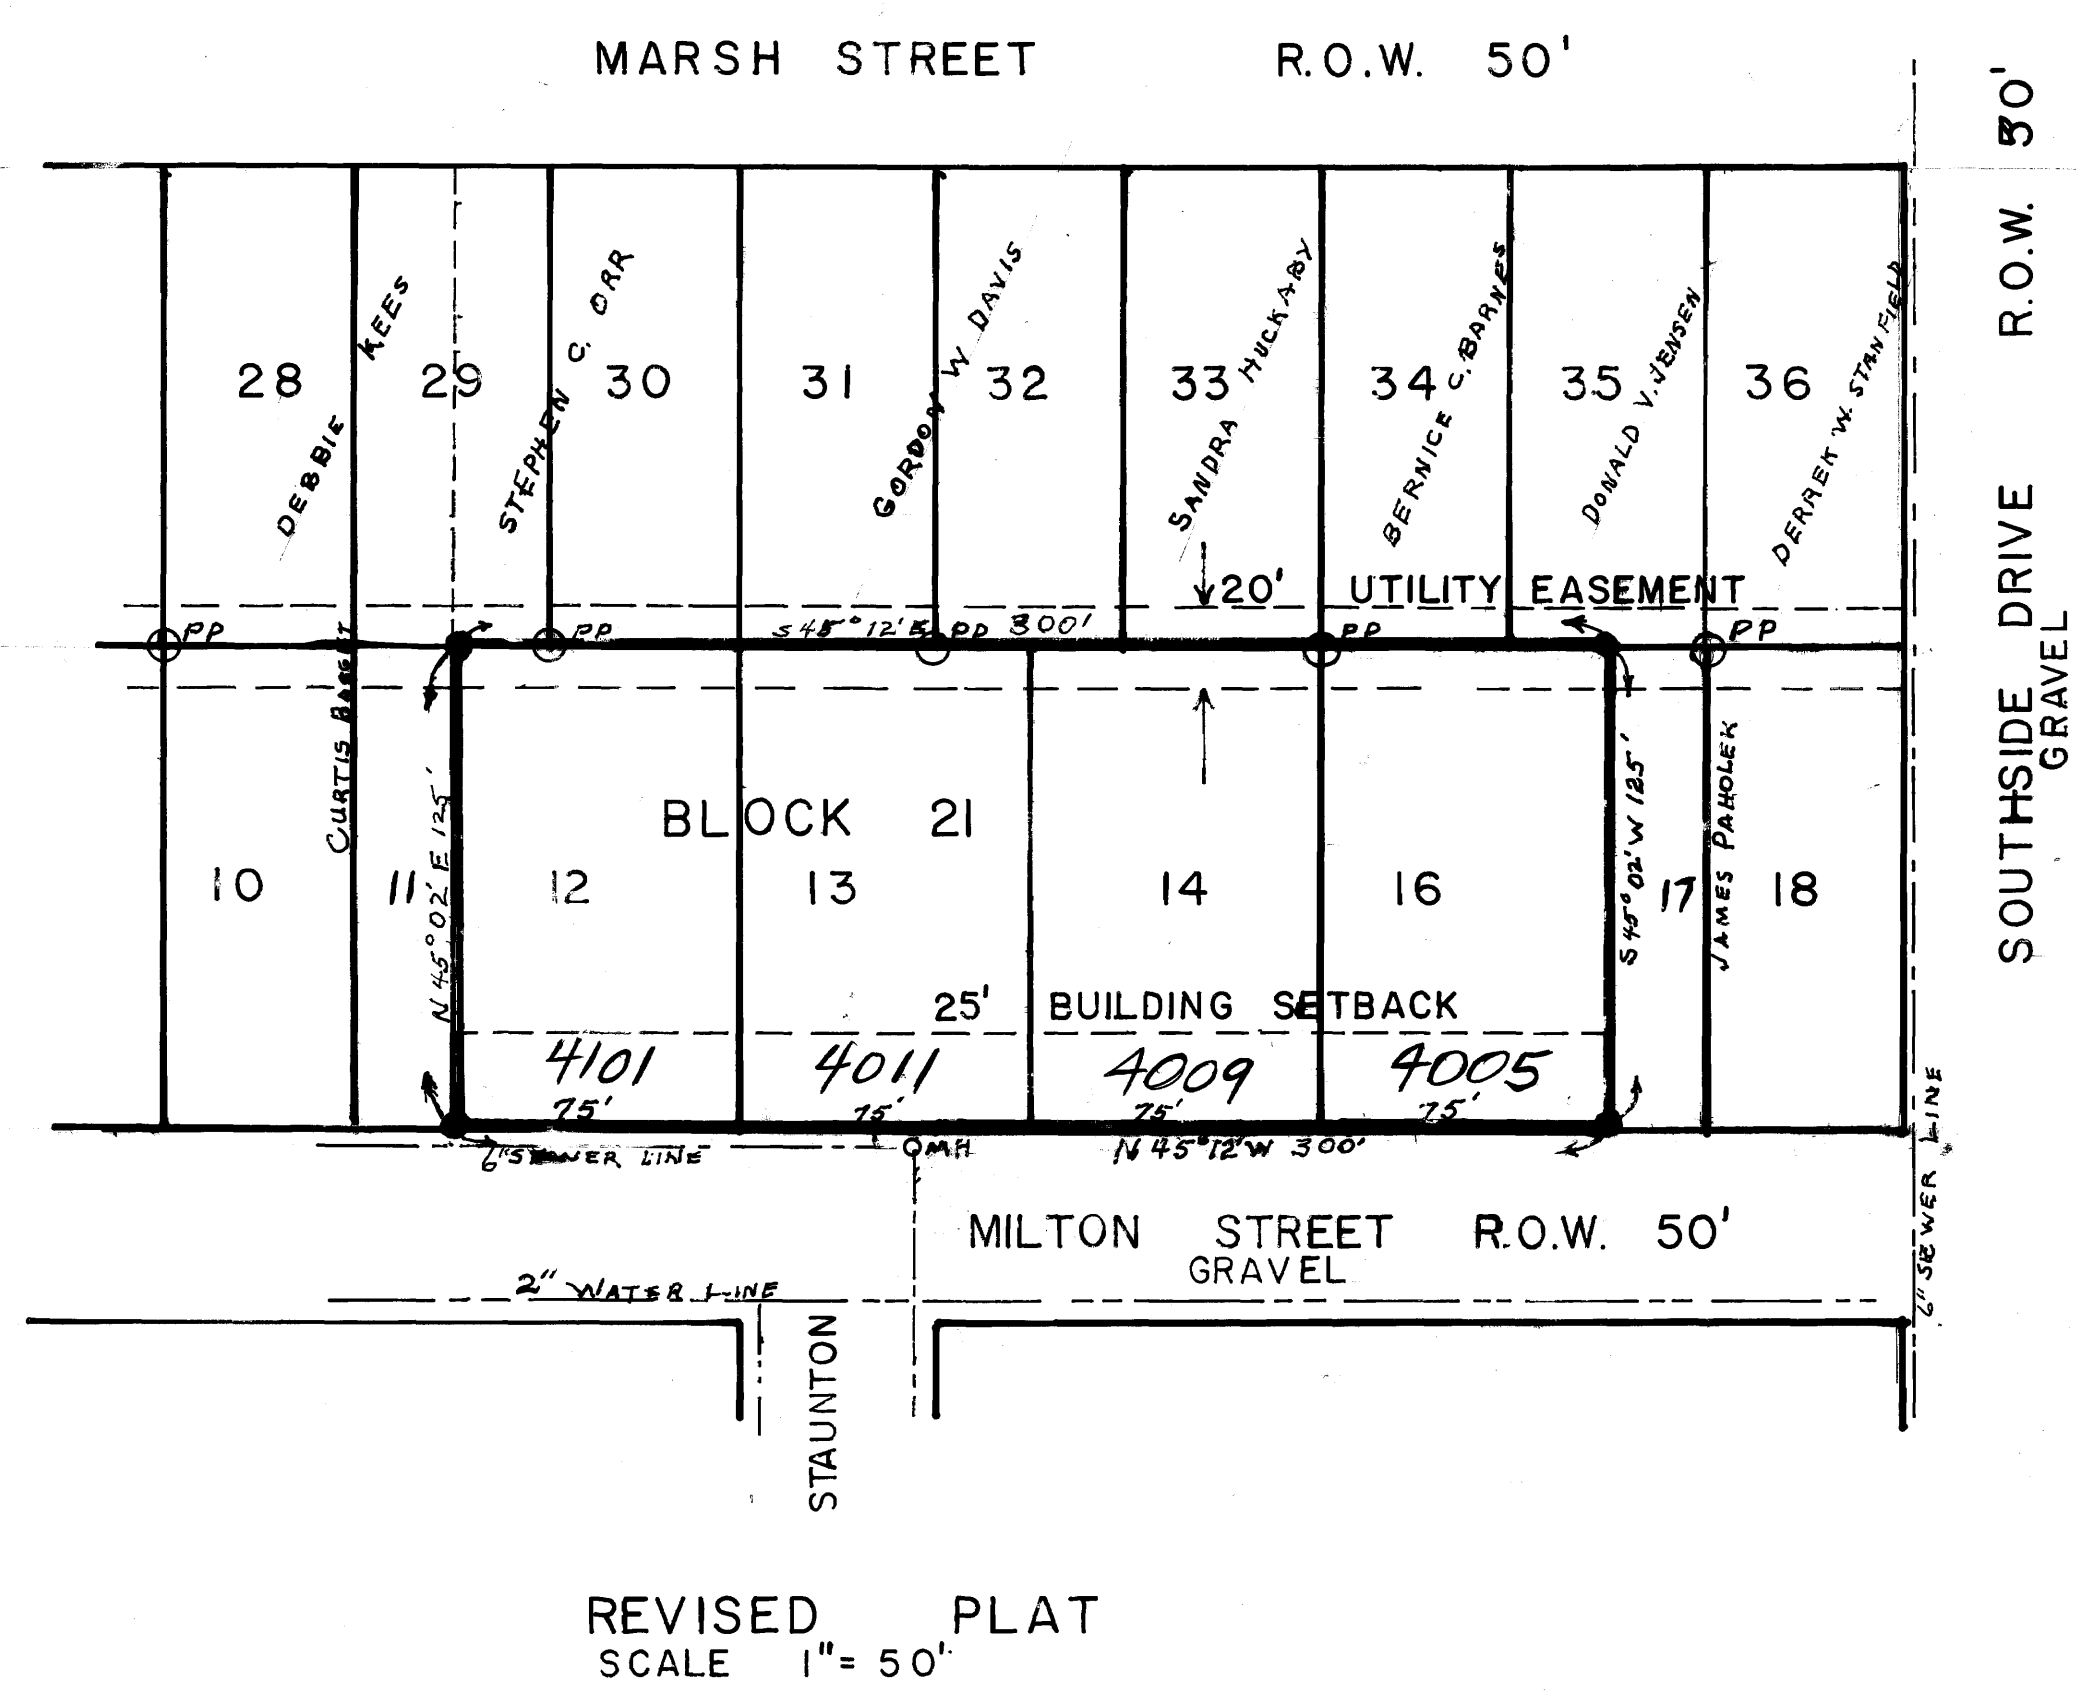 MARSH STREET R.O.W. 50'
SOUTHSIDE DRIVE R.O.W. 50'
GRAVEL
28
29
30
31
32
33
34
35
36
DEBBIE KEES
STEPHEN C. ORR
GORDON W DAVIS
SANDRA HUCKABY
BERNICE C. BARNES
DONALD V. JENSEN
DERREK W. STANFIELD
20' UTILITY EASEMENT
PP
PP
S 45° 12' E
PP
300'
PP
PP
CURTIS
N 45° 02' E 125'
BLOCK 21
S 45° 02' W 125'
JAMES PAHOLEK
10
11
12
13
14
16
17
18
25' BUILDING SETBACK
4101
4011
4009
4005
75'
75'
75'
75'
6" SEWER LINE
MH
N 45° 12' W 300'
6" SEWER LINE
MILTON STREET R.O.W. 50'
GRAVEL
2" WATER LINE
STAUNTON
REVISED PLAT
SCALE 1" = 50'